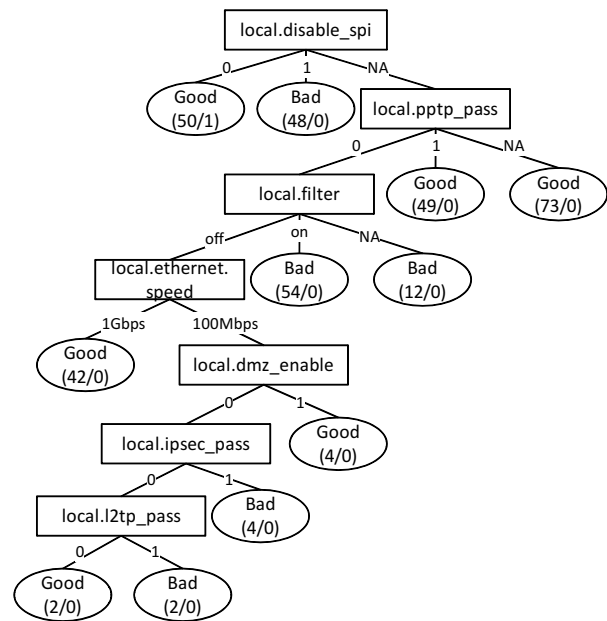 local.disable_spi
0
1
NA
Good
(50/1)
Bad
(48/0)
local.pptp_pass
0
1
NA
local.filter
Good
(49/0)
Good
(73/0)
off
on
NA
local.ethernet.
speed
Bad
(54/0)
Bad
(12/0)
1Gbps
100Mbps
Good
(42/0)
local.dmz_enable
0
1
local.ipsec_pass
Good
(4/0)
0
1
local.l2tp_pass
Bad
(4/0)
0
1
Good
(2/0)
Bad
(2/0)